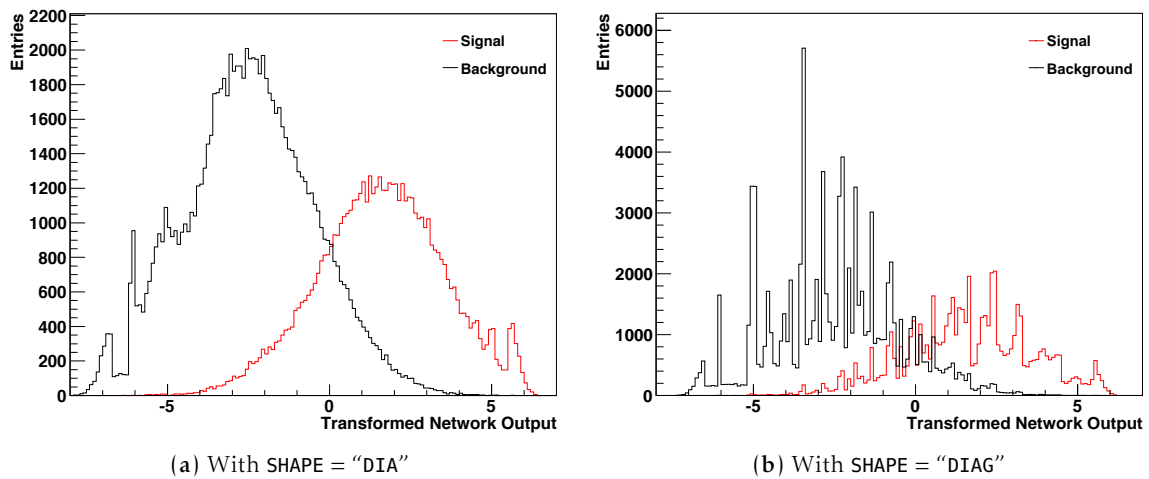 Entries
2200
2000
1800
1600
1400
1200
1000
800
600
400
200
0
-5
0
5
Transformed Network Output
Signal
Background
(a) With SHAPE = “DIA”
Entries
6000
5000
4000
3000
2000
1000
0
-5
0
5
Transformed Network Output
Signal
Background
(b) With SHAPE = “DIAG”